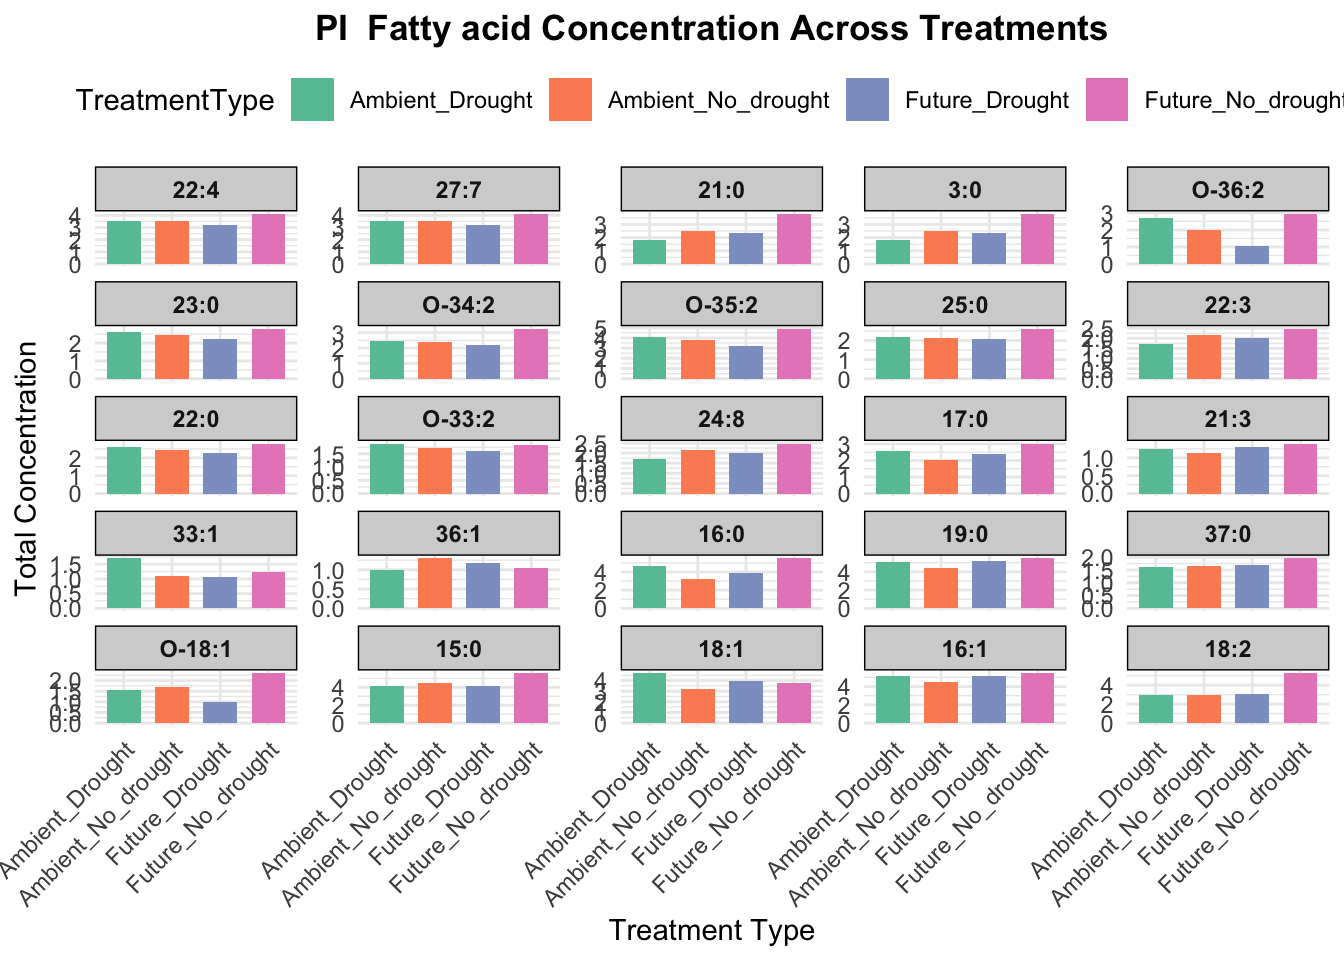 PI  Fatty acid Concentration Across Treatments
TreatmentType Ambient_Drought Ambient_No_drought Future_Drought Future_No_drought
22:4 27:7 21:0 3:0 O-36:2
4 3 2 1 0 4 3 2 1 0 3 2 1 0 3 2 1 0 3 2 1 0
23:0 O-34:2 O-35:2 25:0 22:3
2 1 0 3 2 1 0 5 4 3 2 1 0 2 1 0 2.5 2.0 1.5 1.0 0.5 0.0
22:0 O-33:2 24:8 17:0 21:3
2 1 0 1.5 1.0 0.5 0.0 2.5 2.0 1.5 1.0 0.5 0.0 3 2 1 0 1.0 0.5 0.0
33:1 36:1 16:0 19:0 37:0
1.5 1.0 0.5 0.0 1.0 0.5 0.0 4 2 0 4 2 0 2.0 1.5 1.0 0.5 0.0
O-18:1 15:0 18:1 16:1 18:2
2.0 1.5 1.0 0.5 0.0 4 2 0 4 3 2 1 0 4 2 0 4 2 0
Total Concentration
Ambient_Drought Ambient_No_drought Future_Drought Future_No_drought
Ambient_Drought Ambient_No_drought Future_Drought Future_No_drought
Ambient_Drought Ambient_No_drought Future_Drought Future_No_drought
Ambient_Drought Ambient_No_drought Future_Drought Future_No_drought
Ambient_Drought Ambient_No_drought Future_Drought Future_No_drought
Treatment Type